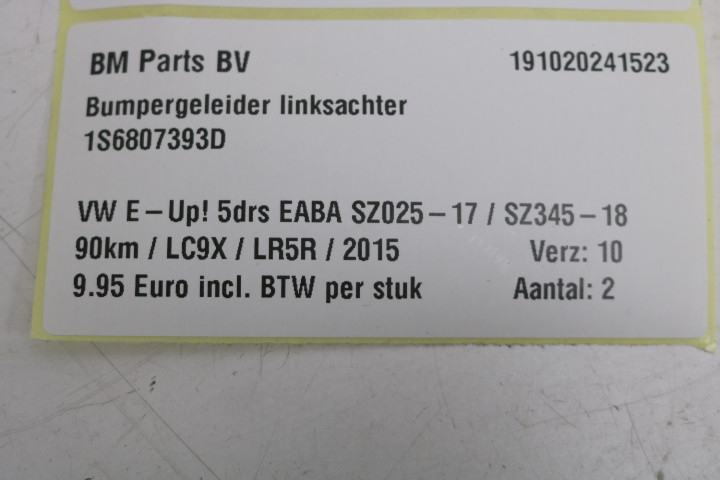 BM Parts BV 191020241523
Bumpergeleider linksachter
1S6807393D
VW E-Up! 5drs EABA SZ025-17 / SZ345-18
90km / LC9X / LR5R / 2015 Verz: 10
9.95 Euro incl. BTW per stuk Aantal: 2